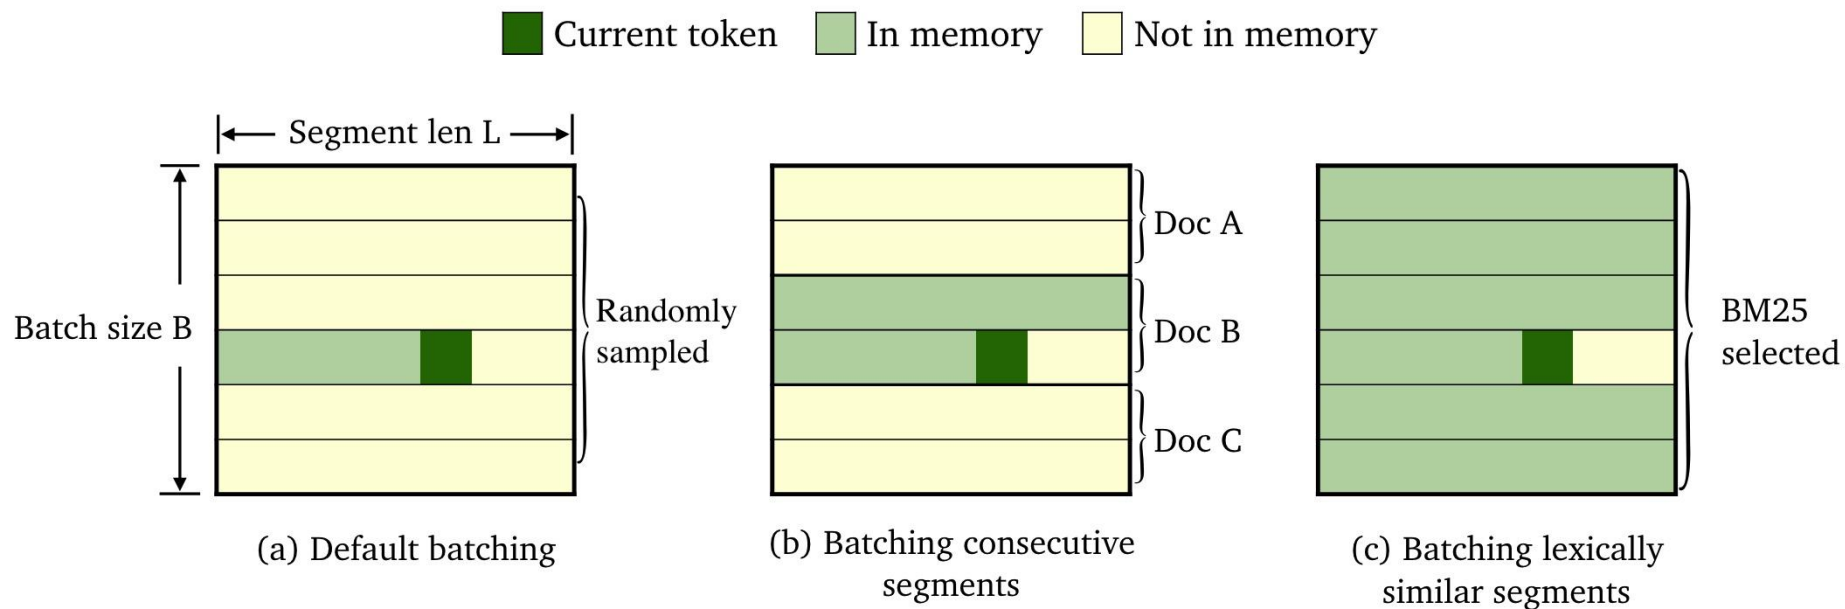 Current token
In memory
Not in memory
Segment len L
Batch size B
Randomly
sampled
Doc A
Doc B
Doc C
BM25
selected
(a) Default batching
(b) Batching consecutive
segments
(c) Batching lexically
similar segments